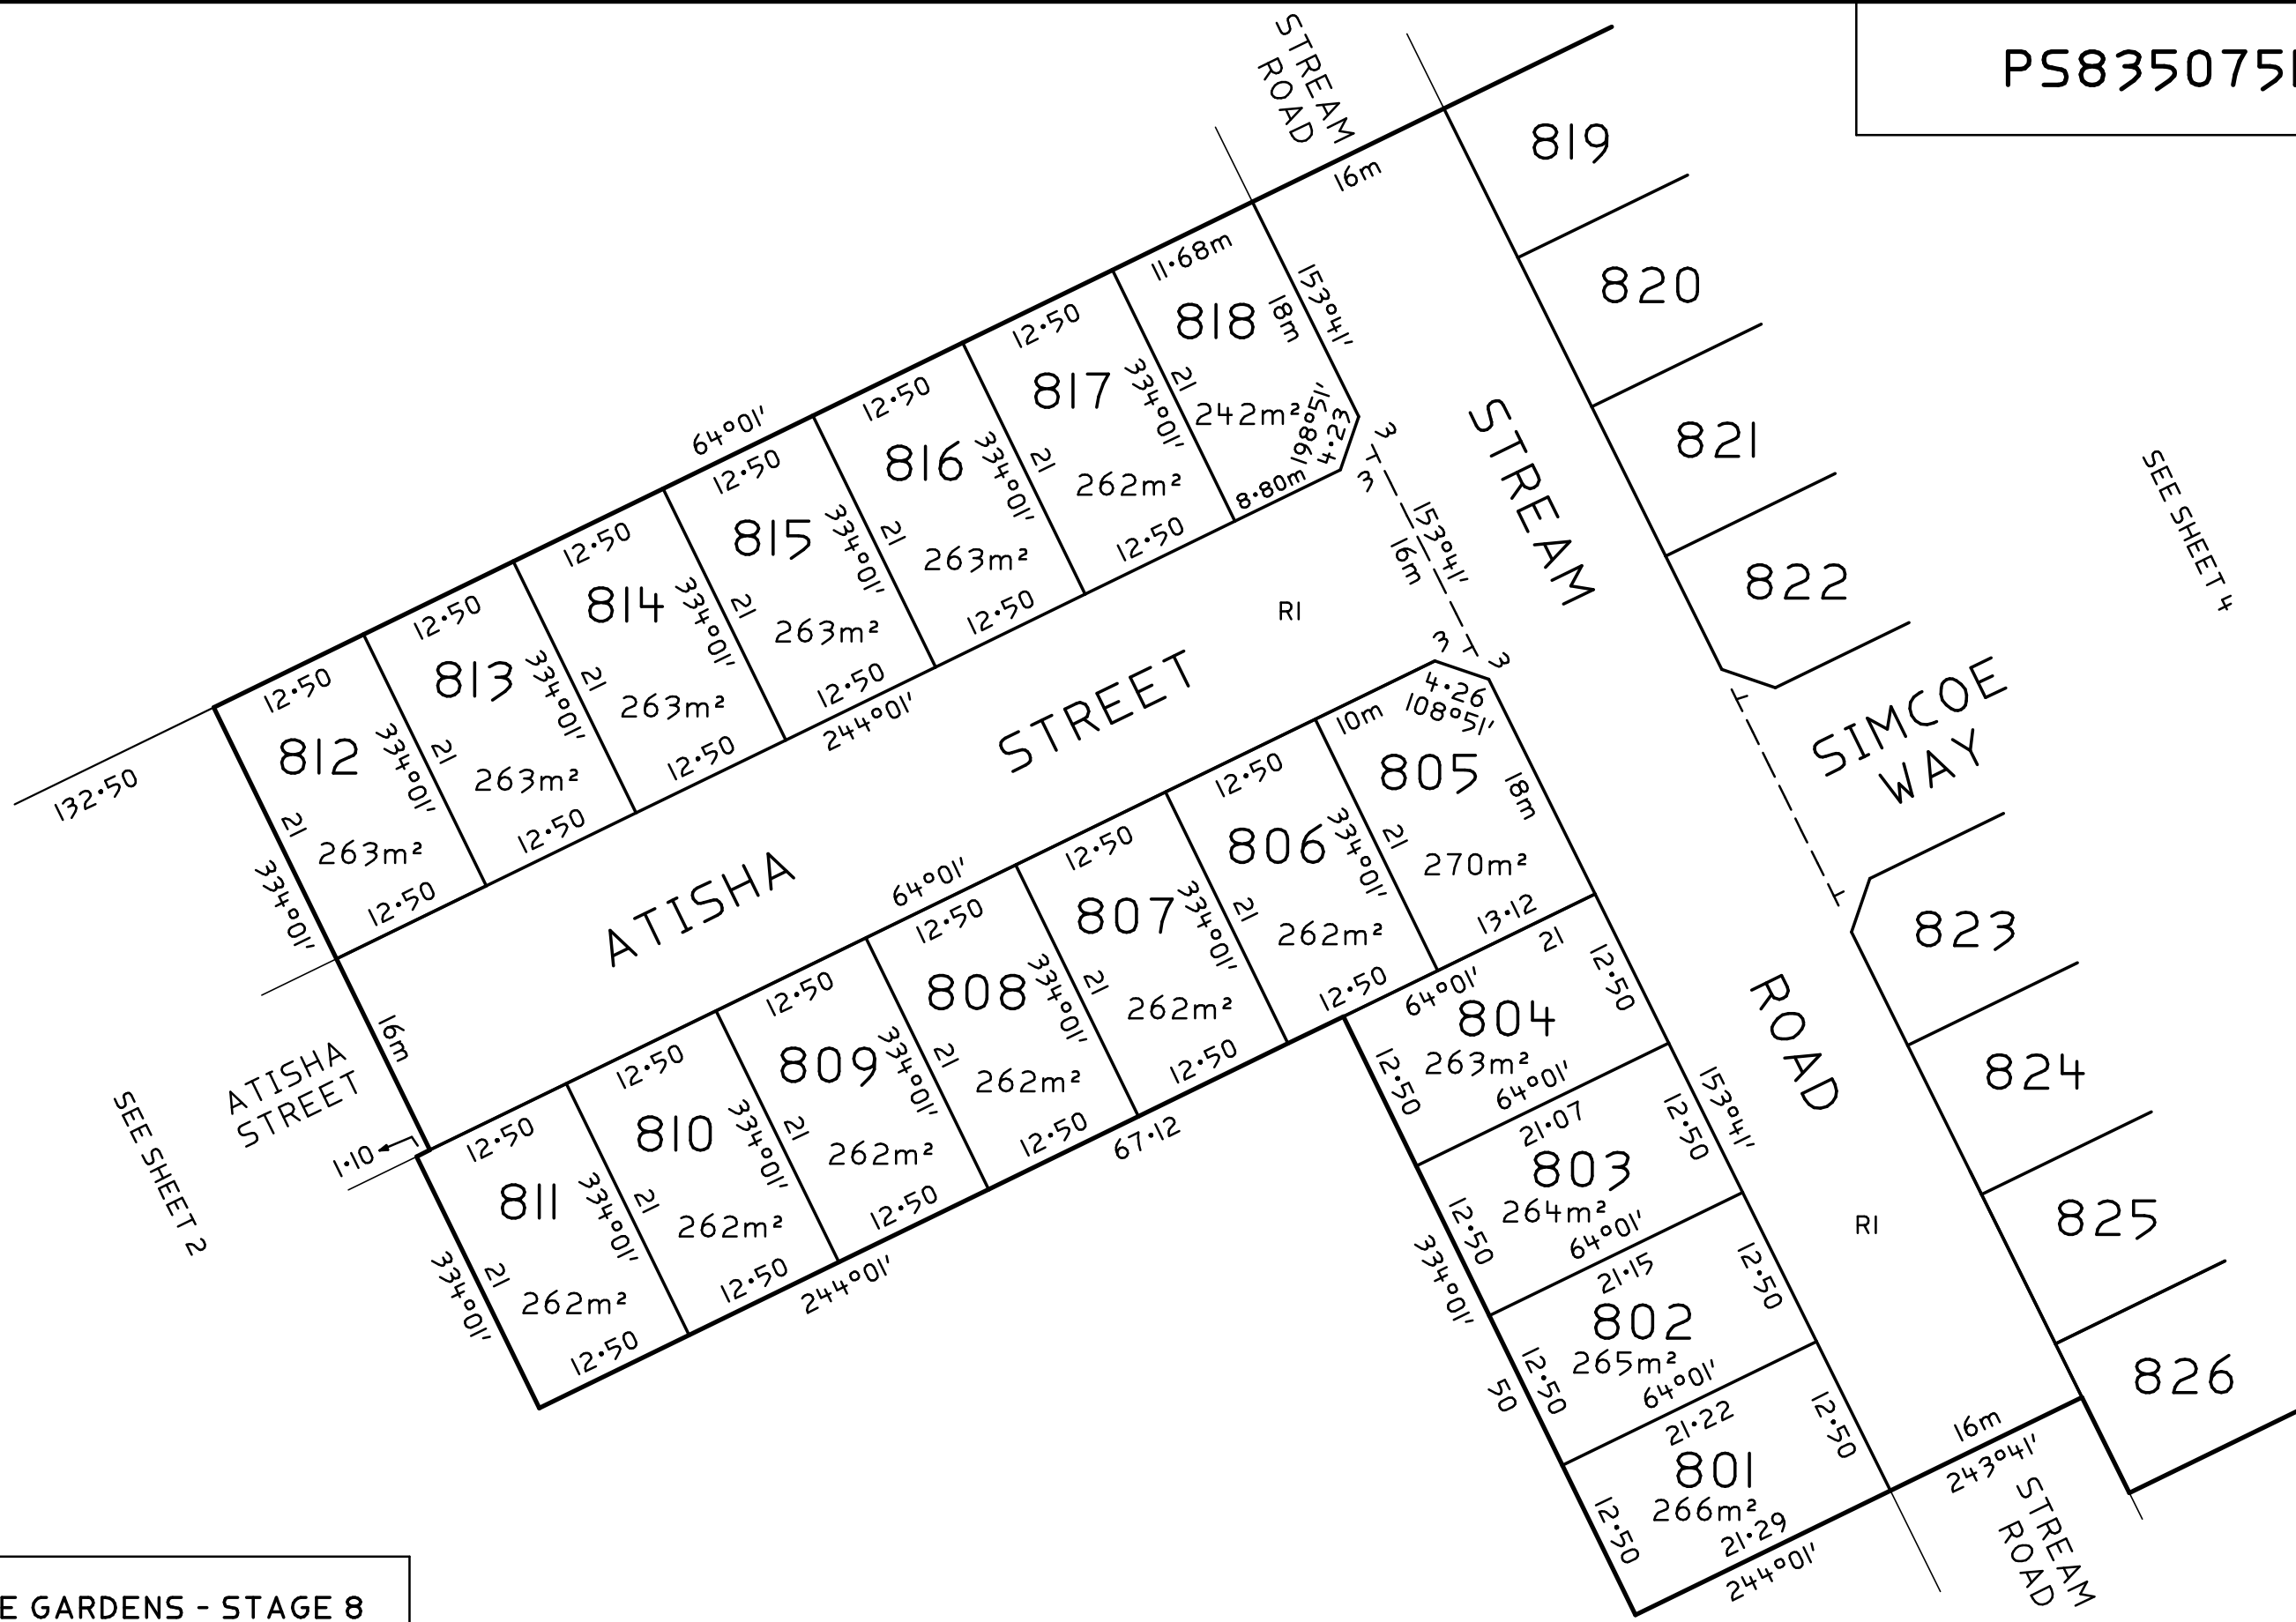 PS835075
STREAM
ROAD
16m
819
820
821
822
SEE SHEET 4
11·68m
818
18m
153°41'
21
242m²
198°51'
4·23
8·80m
3
3
12·50
817
334°01'
21
262m²
12·50
12·50
816
334°01'
21
263m²
12·50
64°01'
12·50
815
334°01'
21
263m²
12·50
12·50
814
334°01'
21
263m²
12·50
12·50
813
334°01'
21
263m²
12·50
12·50
812
334°01'
21
263m²
12·50
132·50
334°01'
244°01'
153°41'
16m
3
3
R1
STREAM
ROAD
ATISHA STREET
SIMCOE
WAY
16m
ATISHA
STREET
1·10
SEE SHEET 2
64°01'
10m
4·26
108°51'
805
18m
21
270m²
13·12
12·50
806
334°01'
262m²
12·50
12·50
807
334°01'
21
262m²
12·50
12·50
808
334°01'
21
262m²
12·50
12·50
809
334°01'
21
262m²
12·50
12·50
810
334°01'
21
262m²
12·50
12·50
811
334°01'
21
262m²
12·50
21
334°01'
244°01'
67·12
64°01'
21
12·50
804
263m²
12·50
64°01'
21·07
12·50
803
264m²
12·50
153°41'
64°01'
21·15
12·50
802
265m²
12·50
64°01'
21·22
12·50
801
266m²
12·50
21·29
244°01'
334°01'
50
R1
823
824
825
826
16m
243°41'
STREAM
ROAD
E GARDENS - STAGE 8